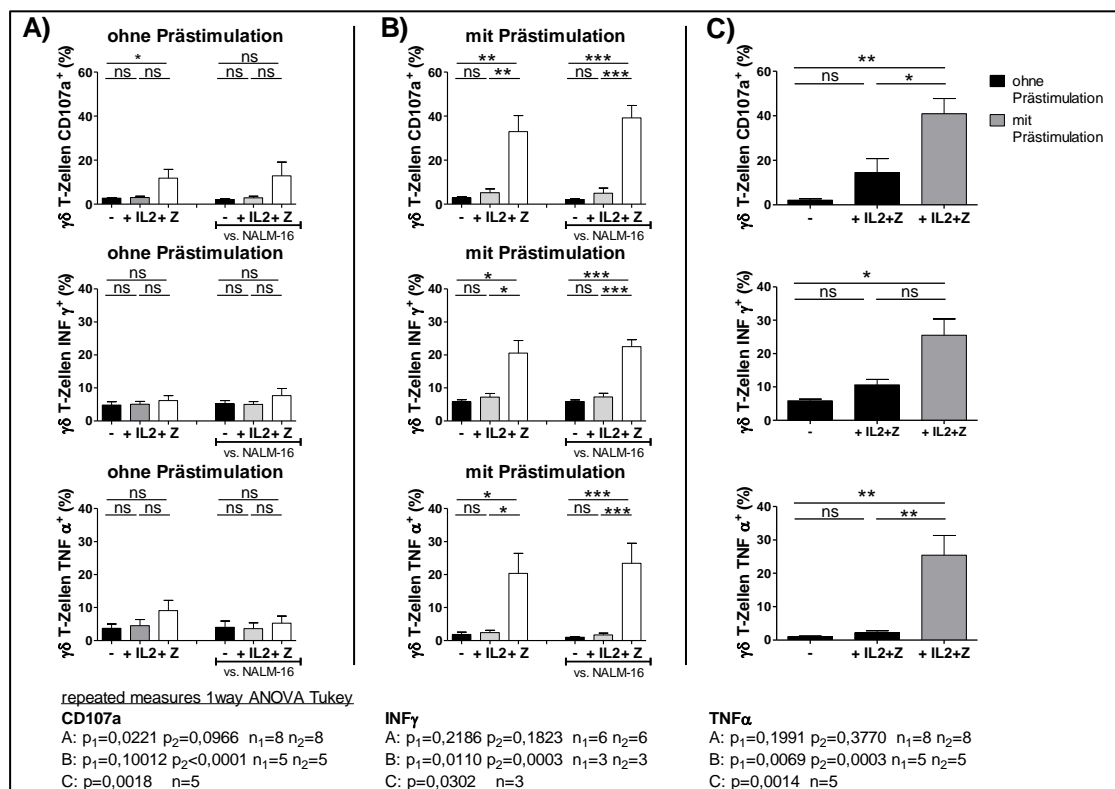 A)
ohne Prästimulation
γδ T-Zellen CD107a⁺ (%)
60
40
20
0
*
ns ns
ns
ns ns
- + IL2 + Z - + IL2 + Z
vs. NALM-16
ohne Prästimulation
γδ T-Zellen INF γ⁺ (%)
40
30
20
10
0
ns
ns ns
ns
ns ns
- + IL2 + Z - + IL2 + Z
vs. NALM-16
ohne Prästimulation
γδ T-Zellen TNF α⁺ (%)
40
30
20
10
0
ns
ns ns
ns
ns ns
- + IL2 + Z - + IL2 + Z
vs. NALM-16
B)
mit Prästimulation
γδ T-Zellen CD107a⁺ (%)
60
40
20
0
**
ns **
***
ns ***
- + IL2 + Z - + IL2 + Z
vs. NALM-16
mit Prästimulation
γδ T-Zellen INF γ⁺ (%)
40
30
20
10
0
*
ns *
***
ns ***
- + IL2 + Z - + IL2 + Z
vs. NALM-16
mit Prästimulation
γδ T-Zellen TNF α⁺ (%)
40
30
20
10
0
*
ns *
***
ns ***
- + IL2 + Z - + IL2 + Z
vs. NALM-16
C)
γδ T-Zellen CD107a⁺ (%)
60
40
20
0
**
ns *
- + IL2+Z + IL2+Z
ohne
Prästimulation
mit
Prästimulation
γδ T-Zellen INF γ⁺ (%)
40
30
20
10
0
*
ns ns
- + IL2+Z + IL2+Z
γδ T-Zellen TNF α⁺ (%)
40
30
20
10
0
**
ns **
- + IL2+Z + IL2+Z
repeated measures 1way ANOVA Tukey
CD107a
A: p₁=0,0221 p₂=0,0966 n₁=8 n₂=8
B: p₁=0,10012 p₂<0,0001 n₁=5 n₂=5
C: p=0,0018 n=5
INFγ
A: p₁=0,2186 p₂=0,1823 n₁=6 n₂=6
B: p₁=0,0110 p₂=0,0003 n₁=3 n₂=3
C: p=0,0302 n=3
TNFα
A: p₁=0,1991 p₂=0,3770 n₁=8 n₂=8
B: p₁=0,0069 p₂=0,0003 n₁=5 n₂=5
C: p=0,0014 n=5